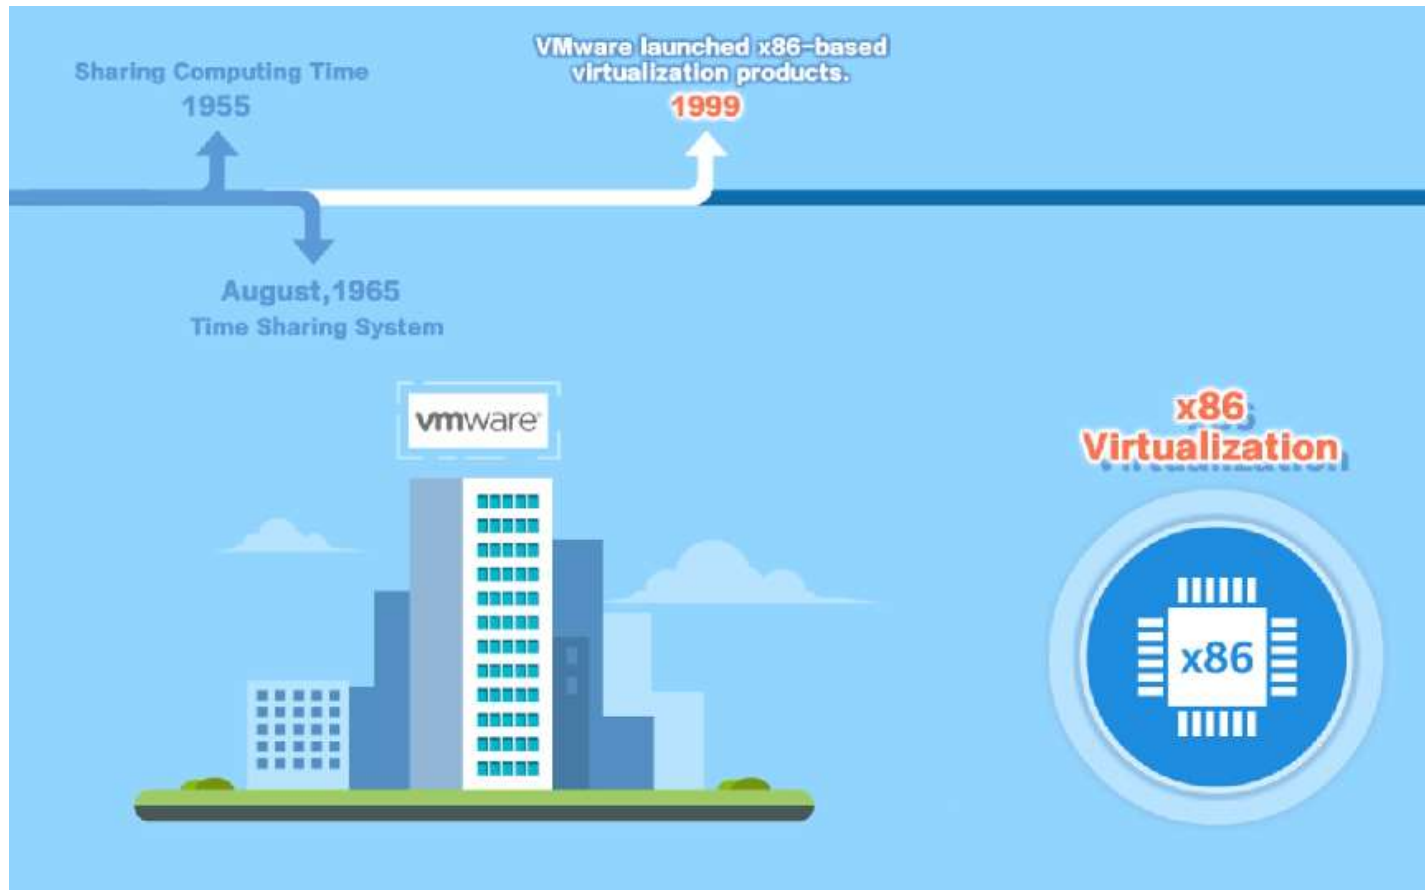 Sharing Computing Time
1955
VMware launched x86-based
virtualization products.
1999
August,1965
Time Sharing System
vmware
x86
Virtualization
x86